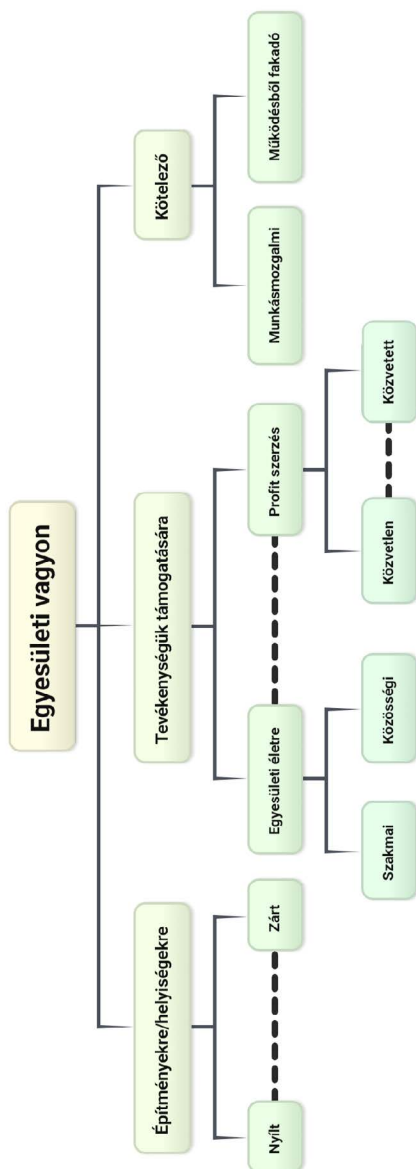 Egyesületi vagyon
Építményekre/helyiségekre
Tevékenységük támogatására
Kötelező
Nyílt
Zárt
Egyesületi életre
Profit szerzés
Munkásmozgalmi
Működésből fakadó
Szakmai
Közösségi
Közvetlen
Közvetett